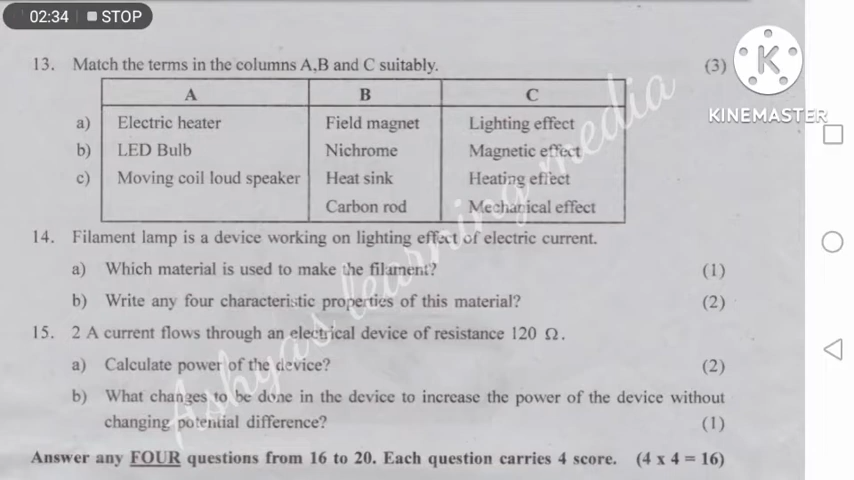 02:34 STOP
13. Match the terms in the columns A,B and C suitably. (3)
A B C
a) Electric heater Field magnet Lighting effect
b) LED Bulb Nichrome Magnetic effect
c) Moving coil loud speaker Heat sink Heating effect
Carbon rod Mechanical effect
14. Filament lamp is a device working on lighting effect of electric current.
a) Which material is used to make the filament? (1)
b) Write any four characteristic properties of this material? (2)
15. 2 A current flows through an electrical device of resistance 120 Ω.
a) Calculate power of the device? (2)
b) What changes to be done in the device to increase the power of the device without
changing potential difference? (1)
Answer any FOUR questions from 16 to 20. Each question carries 4 score. (4 x 4 = 16)
K
KINEMASTER
Ashyas learning media